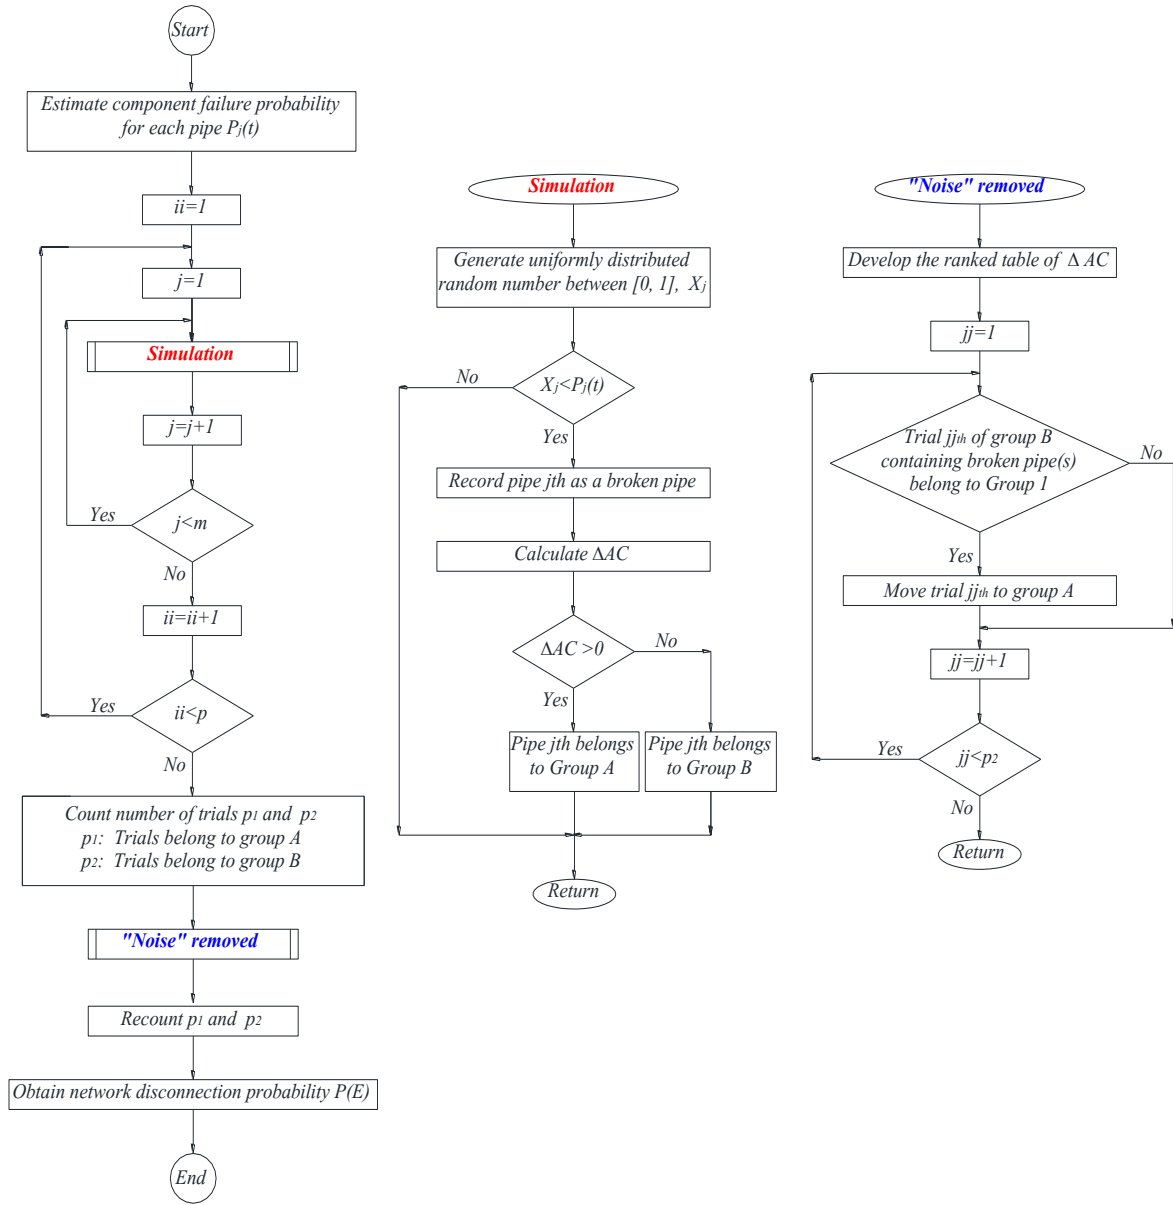 Start
Estimate component failure probability
for each pipe Pj(t)
ii=1
j=1
Simulation
j=j+1
Yes
j<m
No
ii=ii+1
Yes
ii<p
No
Count number of trials p1 and p2
p1: Trials belong to group A
p2: Trials belong to group B
"Noise" removed
Recount p1 and p2
Obtain network disconnection probability P(E)
End
Simulation
Generate uniformly distributed
random number between [0, 1], Xj
No
Xj<Pj(t)
Yes
Record pipe jth as a broken pipe
Calculate ΔAC
ΔAC >0
No
Yes
Pipe jth belongs
to Group A
Pipe jth belongs
to Group B
Return
"Noise" removed
Develop the ranked table of Δ AC
jj=1
Trial jjth of group B
containing broken pipe(s)
belong to Group 1
No
Yes
Move trial jjth to group A
jj=jj+1
Yes
jj<p2
No
Return